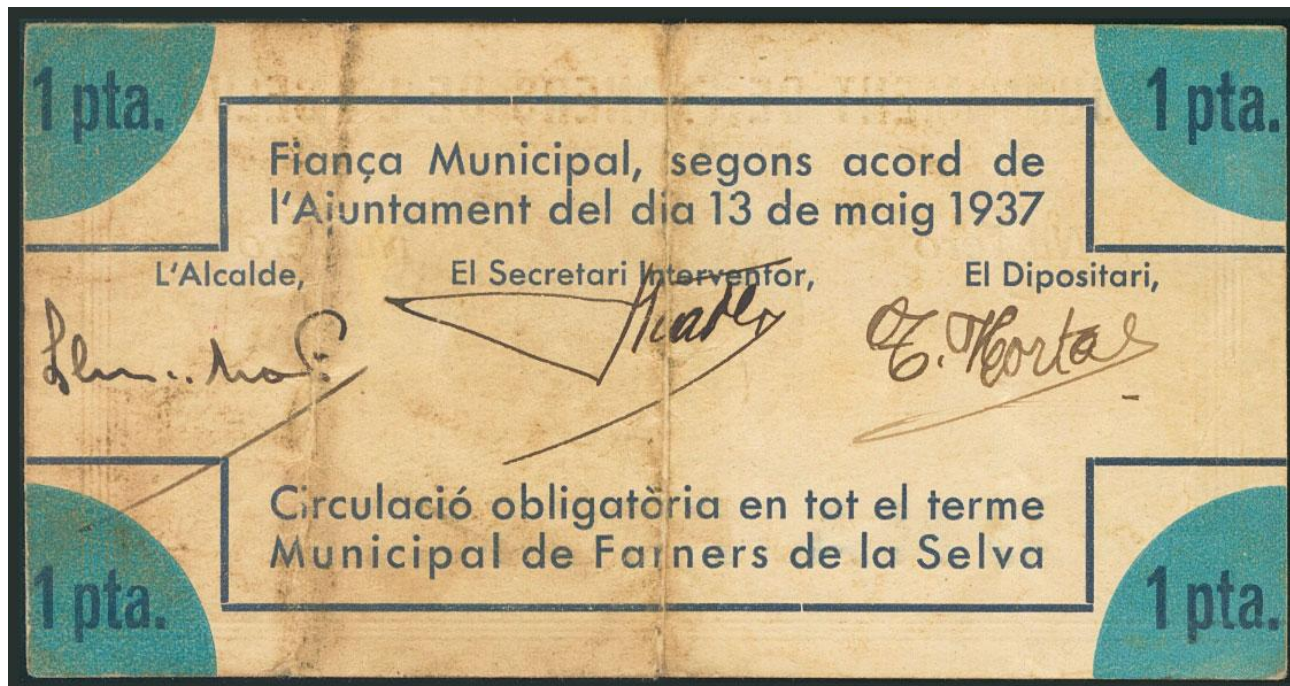 1 pta.
1 pta.
Fiança Municipal, segons acord de
l'Ajuntament del dia 13 de maig 1937
L'Alcalde,
El Secretari Interventor,
El Dipositari,
Circulació obligatòria en tot el terme
Municipal de Farners de la Selva
1 pta.
1 pta.